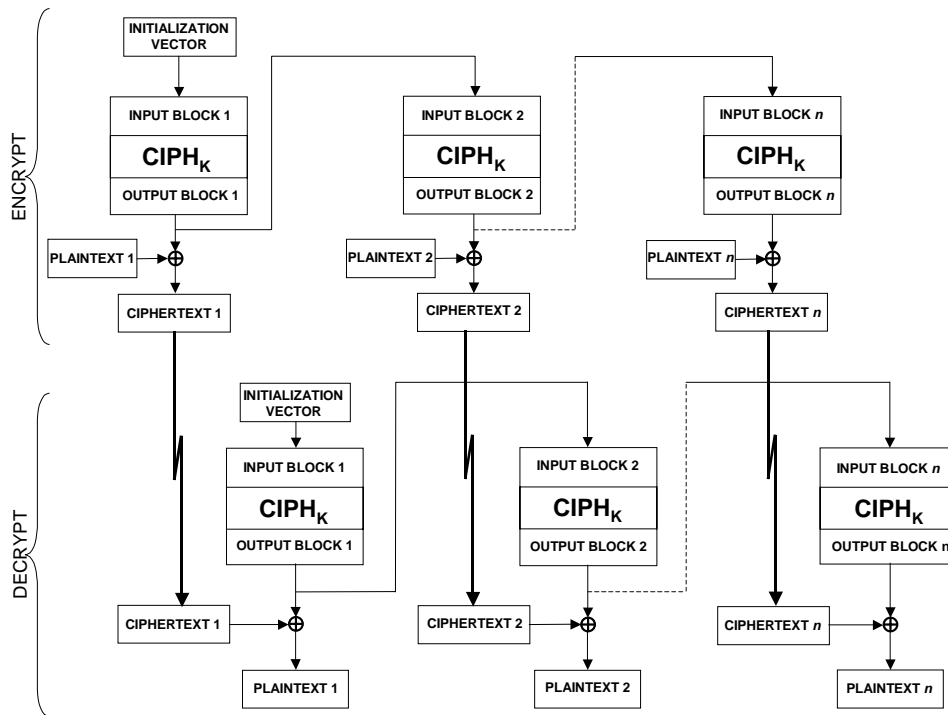 INITIALIZATION
VECTOR
INPUT BLOCK 1
INPUT BLOCK 2
INPUT BLOCK n
CIPHK
CIPHK
CIPHK
OUTPUT BLOCK 1
OUTPUT BLOCK 2
OUTPUT BLOCK n
ENCRYPT
PLAINTEXT 1
PLAINTEXT 2
PLAINTEXT n
CIPHERTEXT 1
CIPHERTEXT 2
CIPHERTEXT n
INITIALIZATION
VECTOR
INPUT BLOCK 1
INPUT BLOCK 2
INPUT BLOCK n
CIPHK
CIPHK
CIPHK
OUTPUT BLOCK 1
OUTPUT BLOCK 2
OUTPUT BLOCK n
DECRYPT
CIPHERTEXT 1
CIPHERTEXT 2
CIPHERTEXT n
PLAINTEXT 1
PLAINTEXT 2
PLAINTEXT n